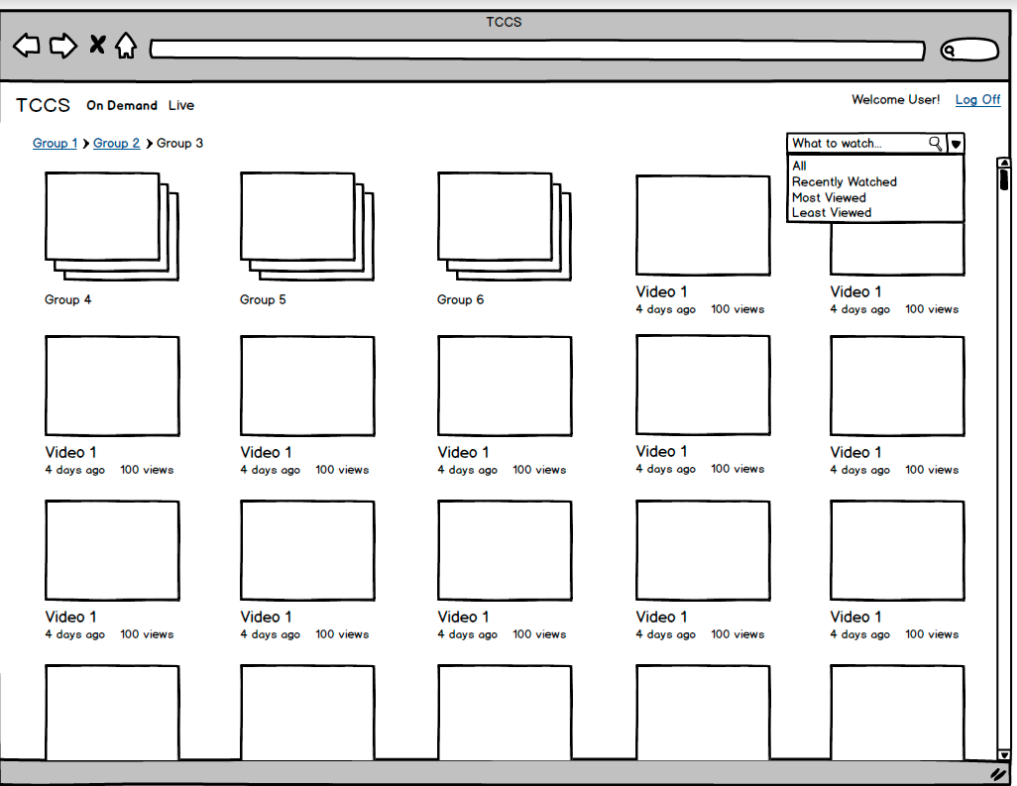 TCCS
TCCS On Demand Live Welcome User! Log Off
Group 1 > Group 2 > Group 3
What to watch...
All
Recently Watched
Most Viewed
Least Viewed
Group 4 Group 5 Group 6 Video 1 Video 1
4 days ago 100 views 4 days ago 100 views
Video 1 Video 1 Video 1 Video 1 Video 1
4 days ago 100 views 4 days ago 100 views 4 days ago 100 views 4 days ago 100 views 4 days ago 100 views
Video 1 Video 1 Video 1 Video 1 Video 1
4 days ago 100 views 4 days ago 100 views 4 days ago 100 views 4 days ago 100 views 4 days ago 100 views